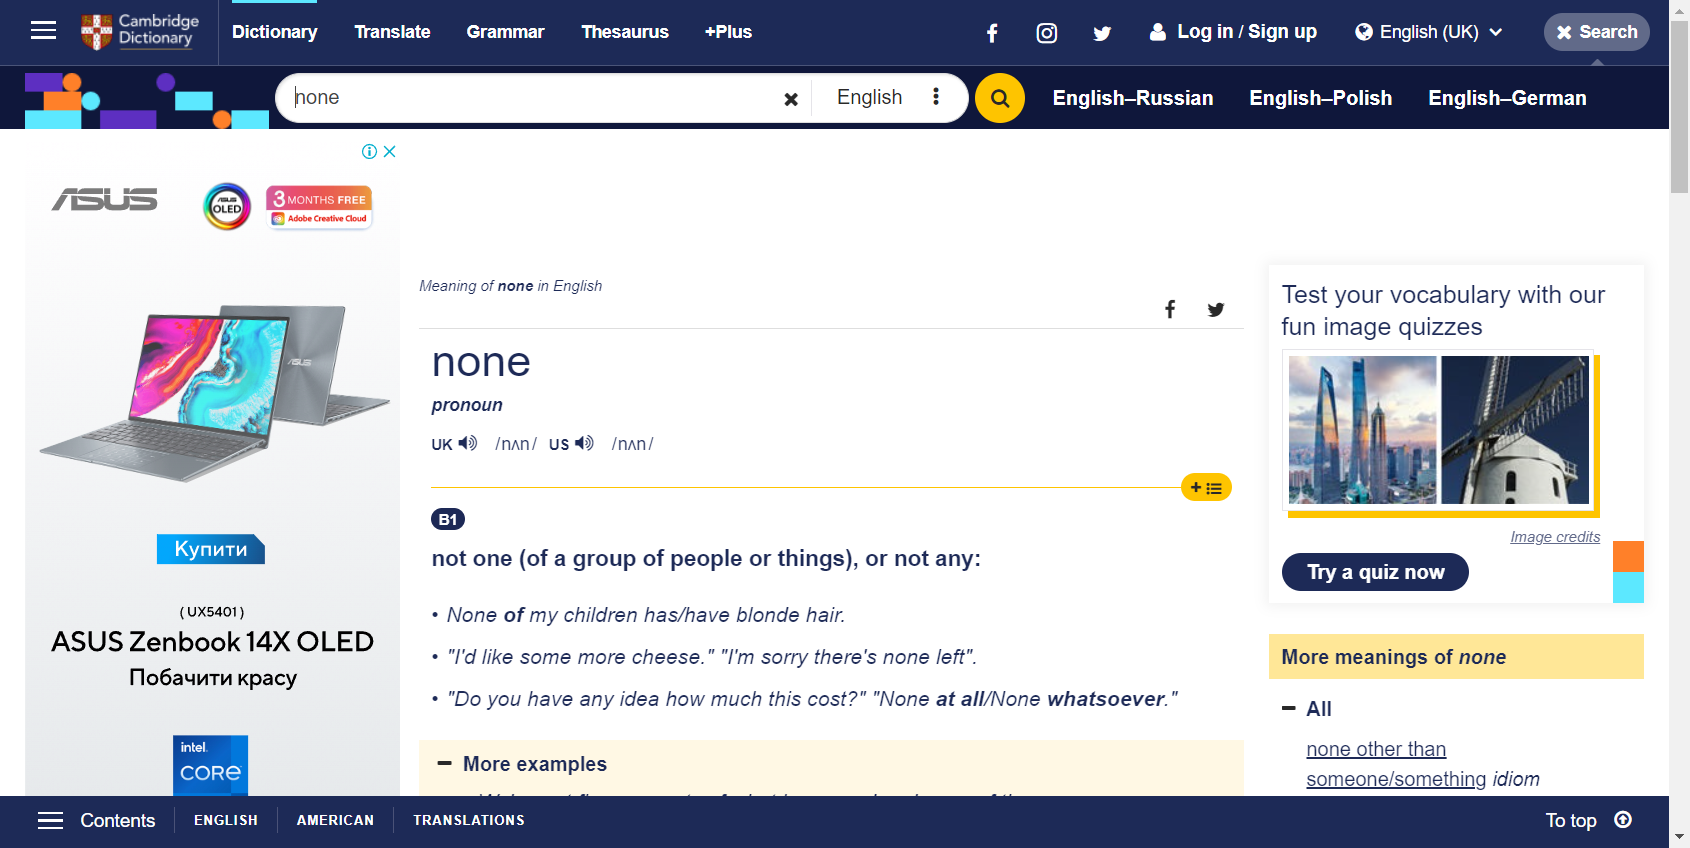 Cambridge
Dictionary
Dictionary
Translate
Grammar
Thesaurus
+Plus
Log in / Sign up
English (UK)
Search
none
English
English–Russian
English–Polish
English–German
ASUS
ASUS
OLED
3 MONTHS FREE
Adobe Creative Cloud
ASUS
Купити
( UX5401 )
ASUS Zenbook 14X OLED
Побачити красу
intel.
CORE
Meaning of none in English
none
pronoun
UK /nʌn/ US /nʌn/
B1
not one (of a group of people or things), or not any:
• None of my children has/have blonde hair.
• "I'd like some more cheese." "I'm sorry there's none left".
• "Do you have any idea how much this cost?" "None at all/None whatsoever."
More examples
Test your vocabulary with our
fun image quizzes
Image credits
Try a quiz now
More meanings of none
All
none other than
someone/something idiom
Contents
ENGLISH
AMERICAN
TRANSLATIONS
To top